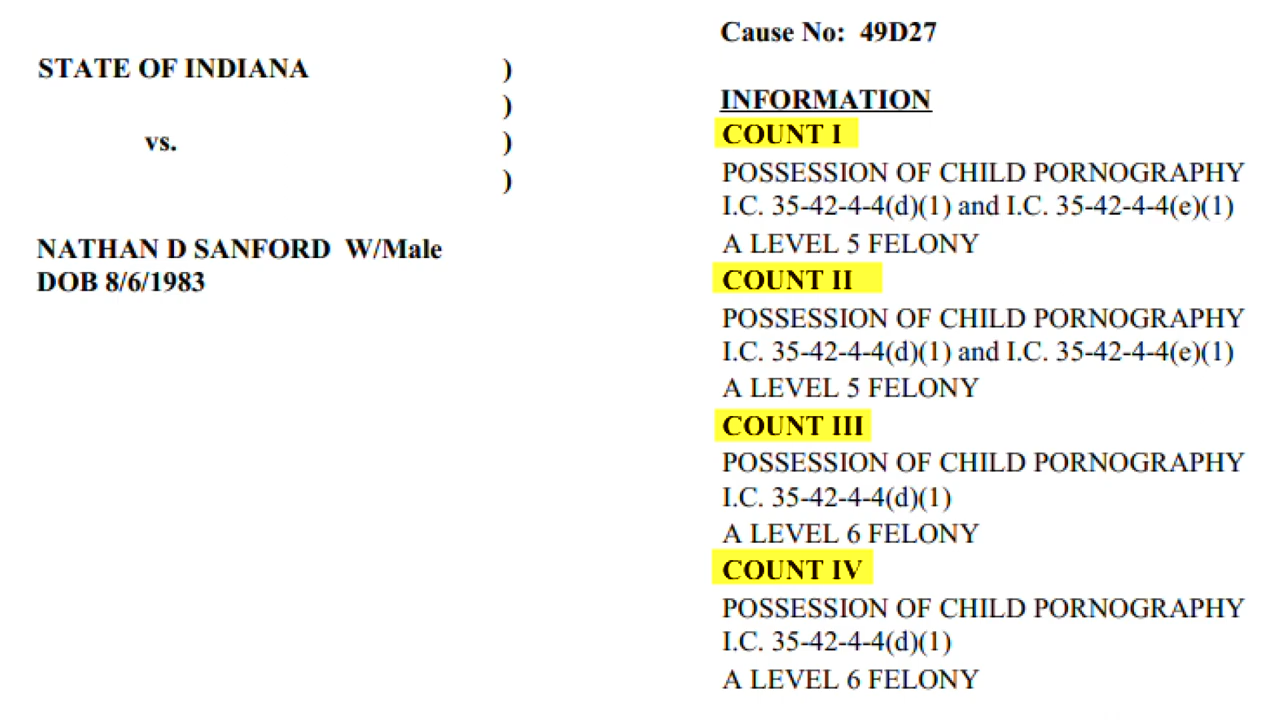 Cause No: 49D27
STATE OF INDIANA )
)
vs. )
)
NATHAN D SANFORD W/Male
DOB 8/6/1983
INFORMATION
COUNT I
POSSESSION OF CHILD PORNOGRAPHY
I.C. 35-42-4-4(d)(1) and I.C. 35-42-4-4(e)(1)
A LEVEL 5 FELONY
COUNT II
POSSESSION OF CHILD PORNOGRAPHY
I.C. 35-42-4-4(d)(1) and I.C. 35-42-4-4(e)(1)
A LEVEL 5 FELONY
COUNT III
POSSESSION OF CHILD PORNOGRAPHY
I.C. 35-42-4-4(d)(1)
A LEVEL 6 FELONY
COUNT IV
POSSESSION OF CHILD PORNOGRAPHY
I.C. 35-42-4-4(d)(1)
A LEVEL 6 FELONY